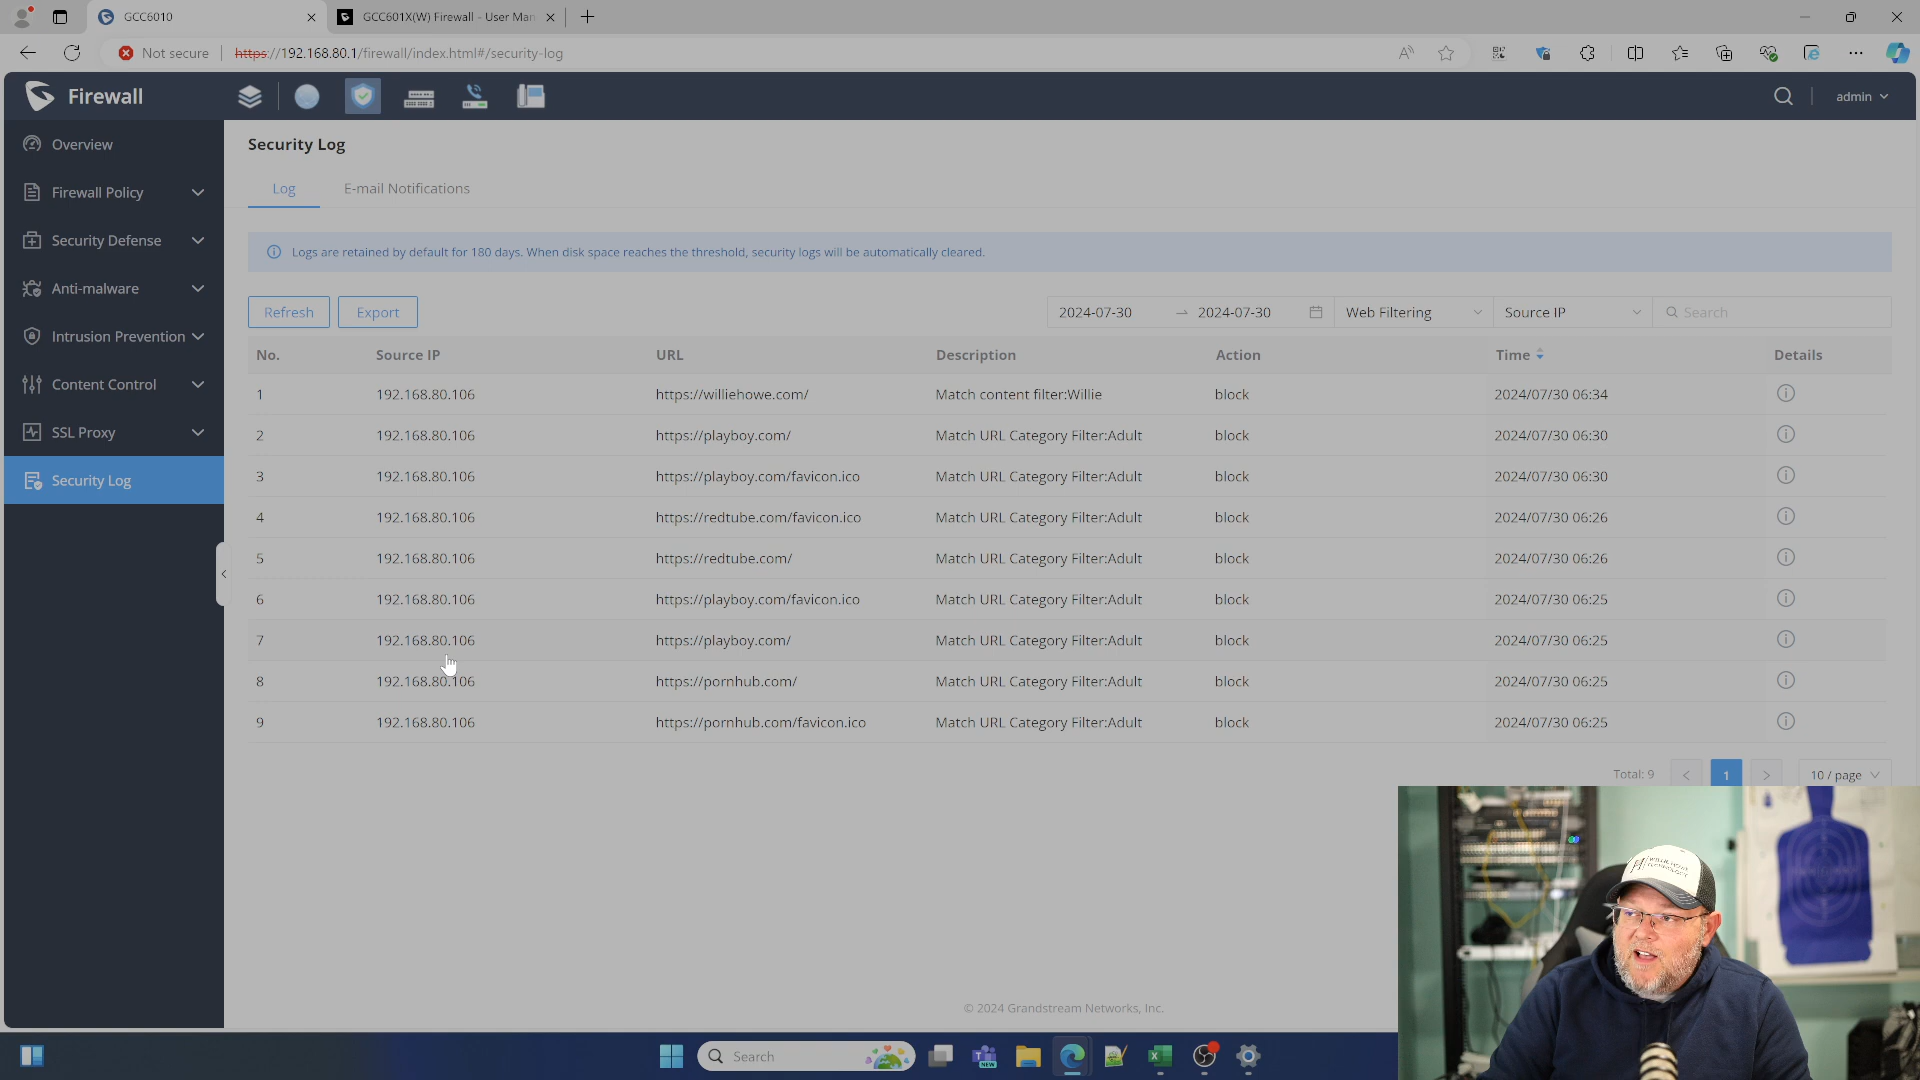 GCC6010
GCC601X(W) Firewall - User Man
Not secure
https://192.168.80.1/firewall/index.html#/security-log
Firewall
admin
Overview
Firewall Policy
Security Defense
Anti-malware
Intrusion Prevention
Content Control
SSL Proxy
Security Log
Security Log
Log
E-mail Notifications
Logs are retained by default for 180 days. When disk space reaches the threshold, security logs will be automatically cleared.
Refresh
Export
2024-07-30
2024-07-30
Web Filtering
Source IP
Search
No. Source IP URL Description Action Time Details
1 192.168.80.106 https://williehowe.com/ Match content filter:Willie block 2024/07/30 06:34
2 192.168.80.106 https://playboy.com/ Match URL Category Filter:Adult block 2024/07/30 06:30
3 192.168.80.106 https://playboy.com/favicon.ico Match URL Category Filter:Adult block 2024/07/30 06:30
4 192.168.80.106 https://redtube.com/favicon.ico Match URL Category Filter:Adult block 2024/07/30 06:26
5 192.168.80.106 https://redtube.com/ Match URL Category Filter:Adult block 2024/07/30 06:26
6 192.168.80.106 https://playboy.com/favicon.ico Match URL Category Filter:Adult block 2024/07/30 06:25
7 192.168.80.106 https://playboy.com/ Match URL Category Filter:Adult block 2024/07/30 06:25
8 192.168.80.106 https://pornhub.com/ Match URL Category Filter:Adult block 2024/07/30 06:25
9 192.168.80.106 https://pornhub.com/favicon.ico Match URL Category Filter:Adult block 2024/07/30 06:25
Total: 9
1
10 / page
© 2024 Grandstream Networks, Inc.
Search
NEW